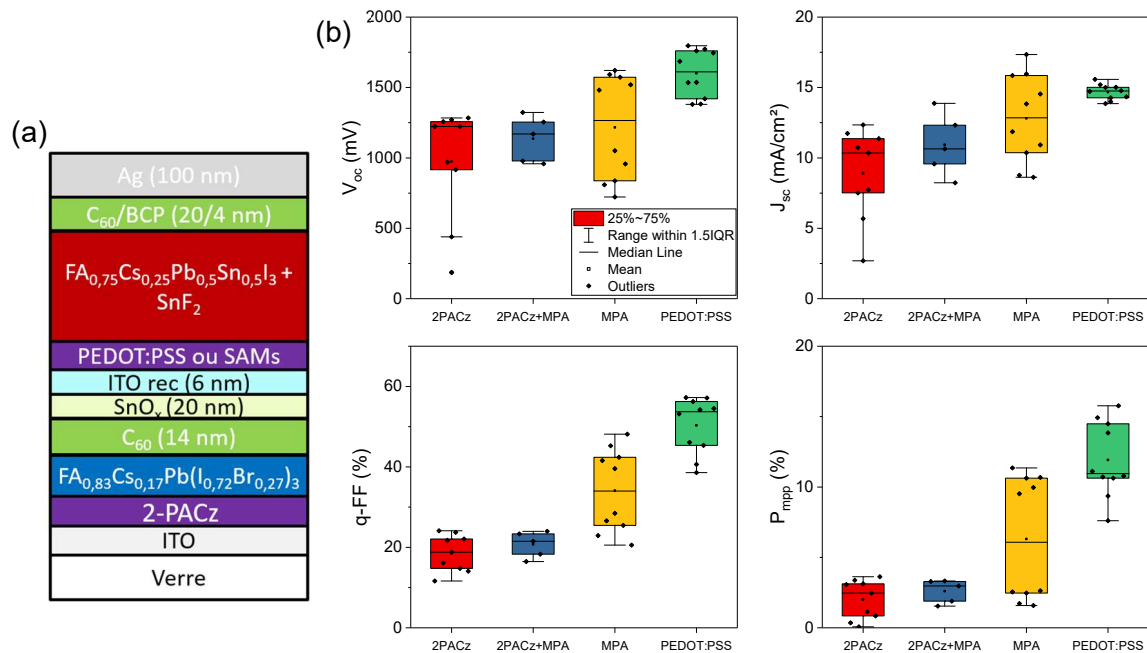 (a)
Ag (100 nm)
C₆₀/BCP (20/4 nm)
FA₀,₇₅Cs₀,₂₅Pb₀,₅Sn₀,₅I₃ +
SnF₂
PEDOT:PSS ou SAMs
ITO rec (6 nm)
SnOₓ (20 nm)
C₆₀ (14 nm)
FA₀,₈₃Cs₀,₁₇Pb(I₀,₇₂Br₀,₂₇)₃
2-PACz
ITO
Verre
(b)
V_oc (mV)
2000
1500
1000
500
0
2PACz 2PACz+MPA MPA PEDOT:PSS
25%~75%
Range within 1.5IQR
Median Line
Mean
Outliers
J_sc (mA/cm²)
20
15
10
5
0
2PACz 2PACz+MPA MPA PEDOT:PSS
q-FF (%)
60
40
20
0
2PACz 2PACz+MPA MPA PEDOT:PSS
P_mpp (%)
20
10
0
2PACz 2PACz+MPA MPA PEDOT:PSS